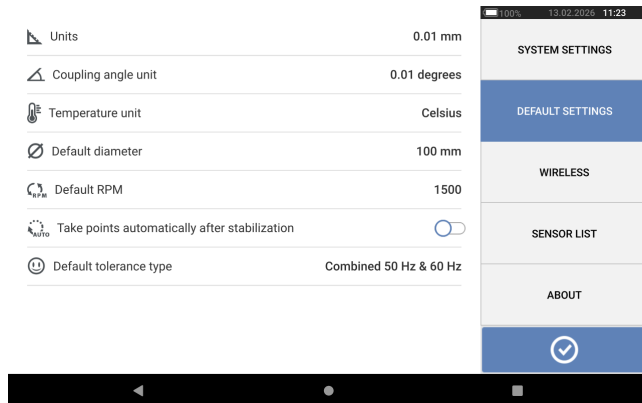 100% 13.02.2026 11:23
Units 0.01 mm
Coupling angle unit 0.01 degrees
Temperature unit Celsius
Default diameter 100 mm
RPM Default RPM 1500
AUTO Take points automatically after stabilization
Default tolerance type Combined 50 Hz & 60 Hz
SYSTEM SETTINGS
DEFAULT SETTINGS
WIRELESS
SENSOR LIST
ABOUT